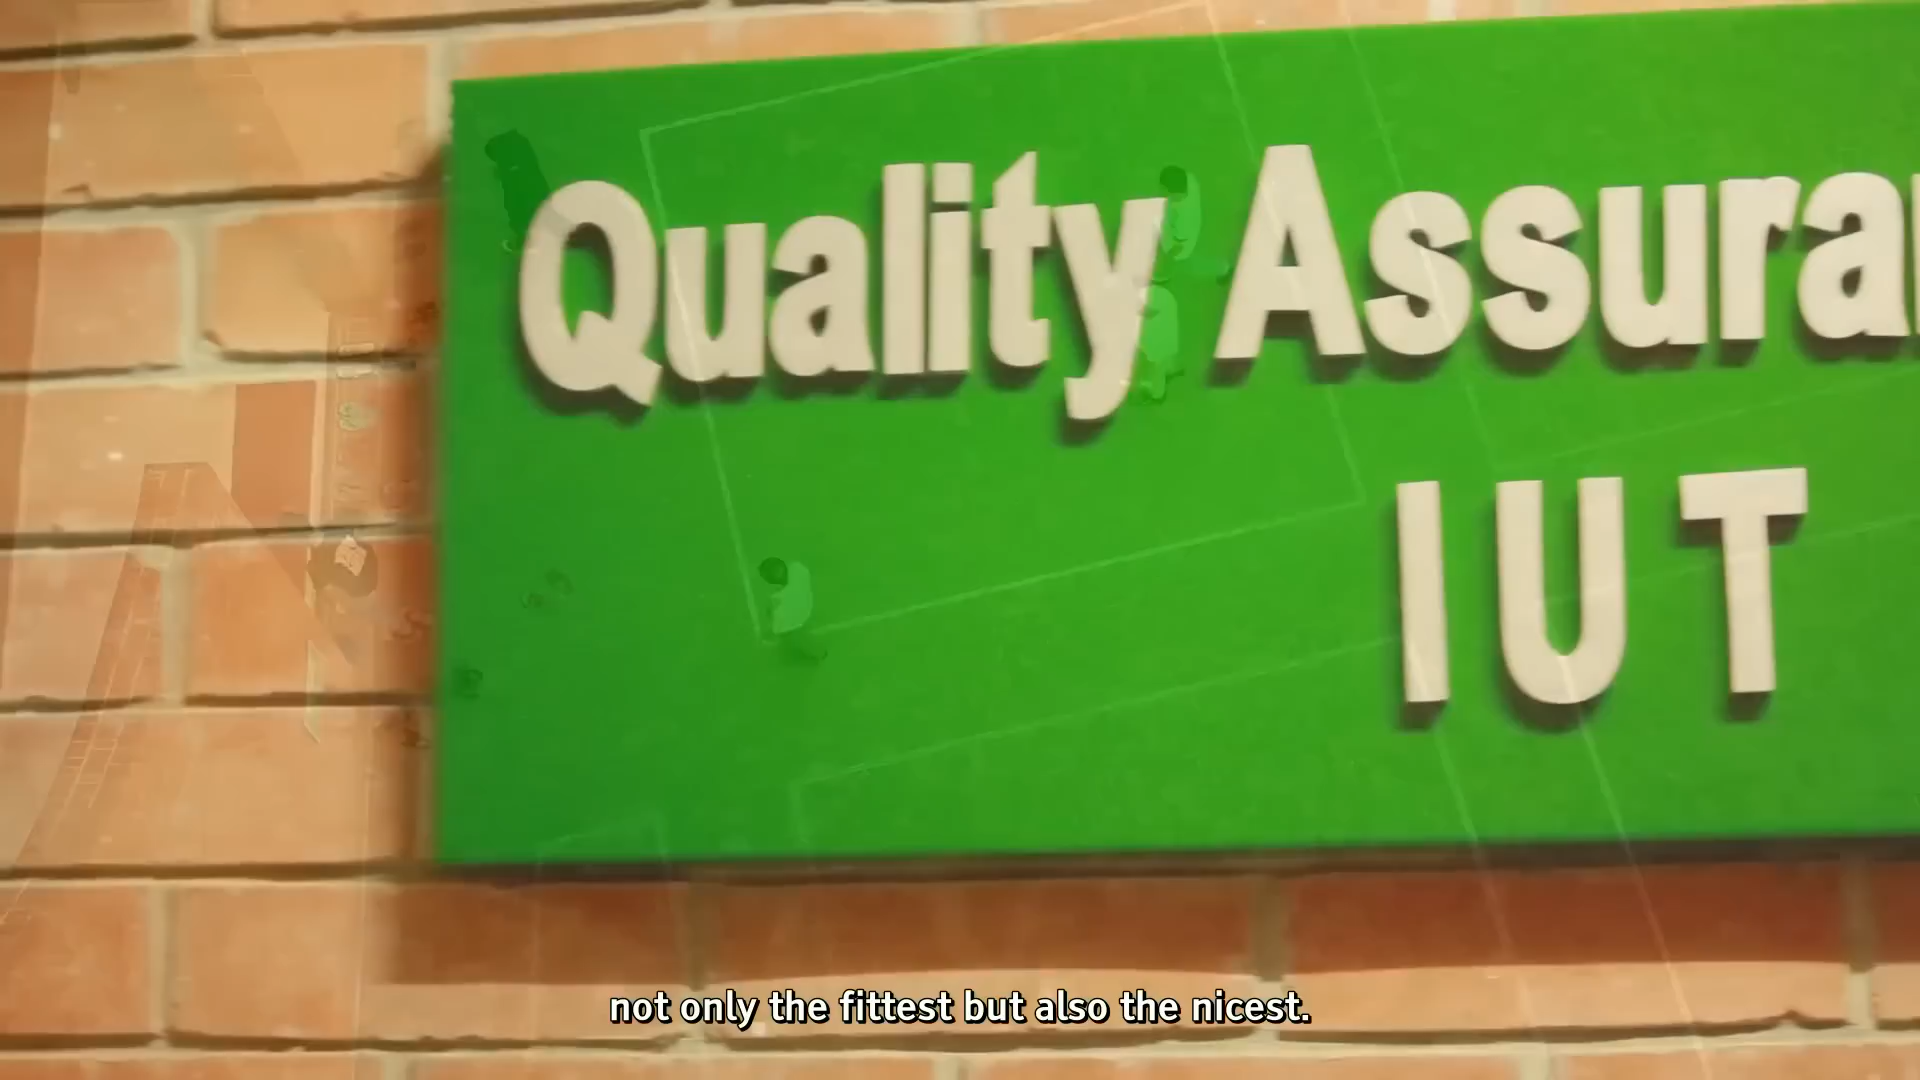 Quality Assura
IUT
not only the fittest but also the nicest.